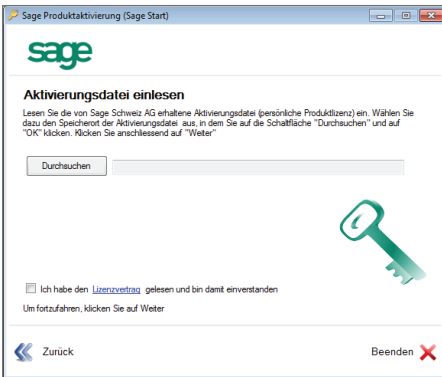 Sage Produktaktivierung (Sage Start)
sage
Aktivierungsdatei einlesen
Lesen Sie die von Sage Schweiz AG erhaltene Aktivierungsdatei (persönliche Produktlizenz) ein. Wählen Sie
dazu den Speicherort der Aktivierungsdatei aus, in dem Sie auf die Schaltfläche "Durchsuchen" und auf
"OK" klicken. Klicken Sie anschliessend auf "Weiter"
Durchsuchen
Ich habe den Lizenzvertrag gelesen und bin damit einverstanden
Um fortzufahren, klicken Sie auf Weiter
Zurück
Beenden